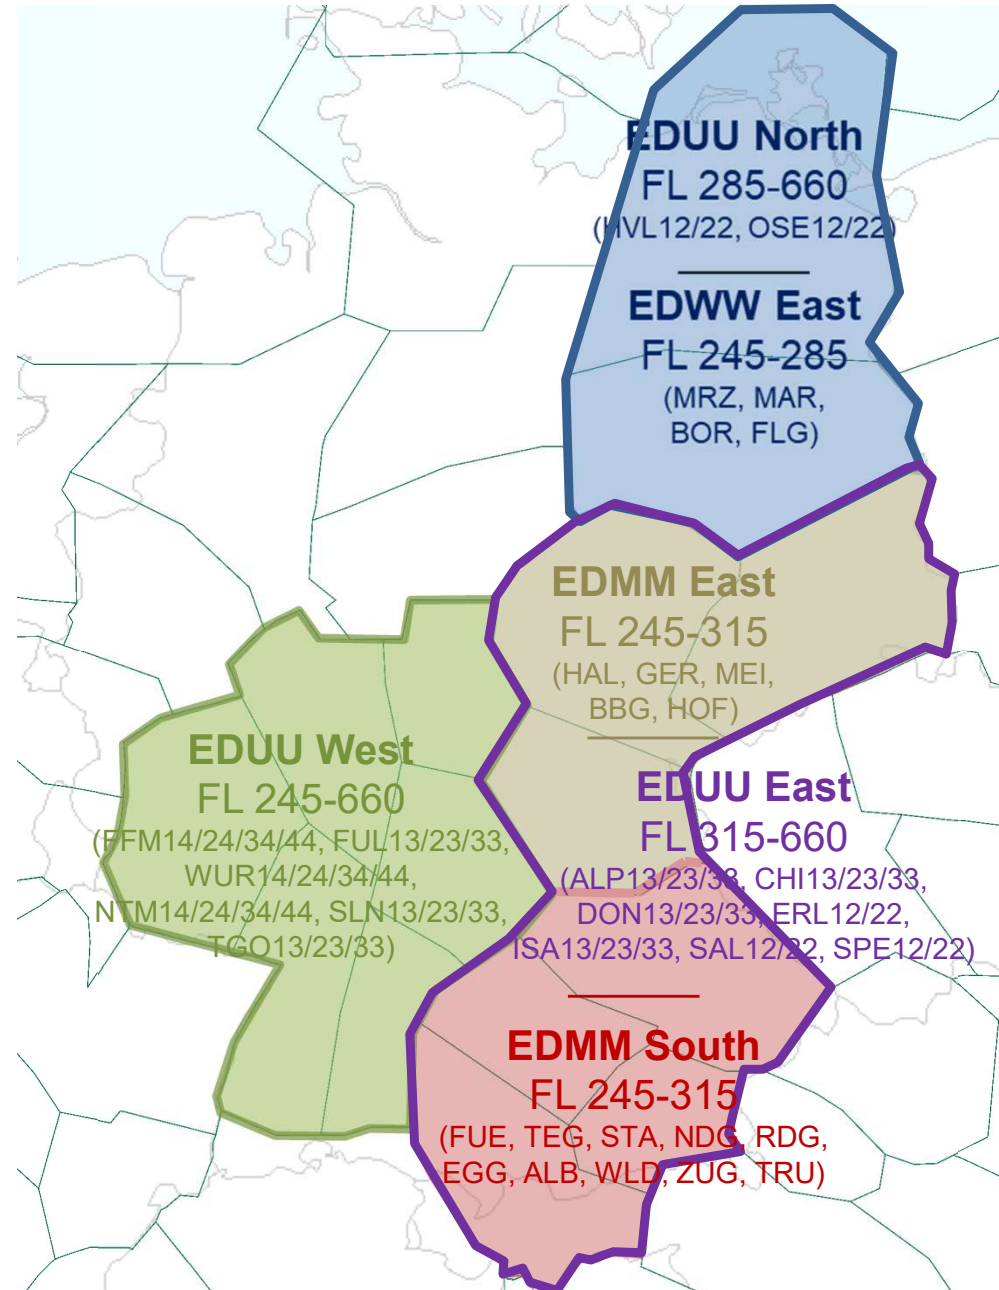 EDUU North
FL 285-660
(HVL12/22, OSE12/22)
EDWW East
FL 245-285
(MRZ, MAR,
BOR, FLG)
EDMM East
FL 245-315
(HAL, GER, MEI,
BBG, HOF)
EDUU West
FL 245-660
(FFM14/24/34/44, FUL13/23/33,
WUR14/24/34/44,
NTM14/24/34/44, SLN13/23/33,
TGO13/23/33)
EDUU East
FL 315-660
(ALP13/23/33, CHI13/23/33,
DON13/23/33, ERL12/22,
ISA13/23/33, SAL12/22, SPE12/22)
EDMM South
FL 245-315
(FUE, TEG, STA, NDG, RDG,
EGG, ALB, WLD, ZUG, TRU)